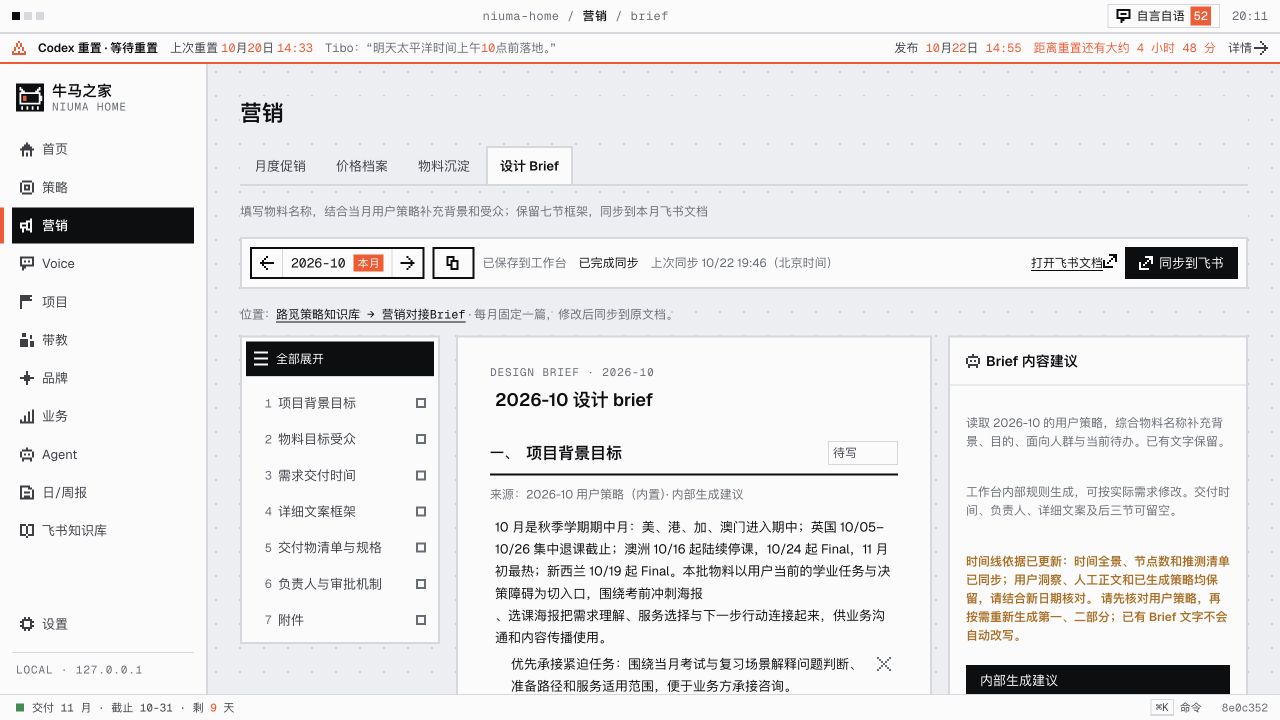 niuma-home / 营销 / brief
自言自语 52
20:11
Codex 重置 · 等待重置 上次重置 10月20日 14:33 Tibo：“明天太平洋时间上午10点前落地。”
发布 10月22日 14:55 距离重置还有大约 4 小时 48 分 详情
牛马之家
NIUMA HOME
首页
策略
营销
Voice
项目
带教
品牌
业务
Agent
日/周报
飞书知识库
设置
LOCAL · 127.0.0.1
营销
月度促销 价格档案 物料沉淀 设计 Brief
填写物料名称，结合当月用户策略补充背景和受众；保留七节框架，同步到本月飞书文档
2026-10 本月
已保存到工作台 已完成同步 上次同步 10/22 19:46（北京时间）
打开飞书文档
同步到飞书
位置：路觅策略知识库 → 营销对接Brief · 每月固定一篇，修改后同步到原文档。
全部展开
1 项目背景目标
2 物料目标受众
3 需求交付时间
4 详细文案框架
5 交付物清单与规格
6 负责人与审批机制
7 附件
DESIGN BRIEF · 2026-10
2026-10 设计 brief
一、 项目背景目标
待写
来源：2026-10 用户策略（内置）· 内部生成建议
10 月是秋季学期期中月：美、港、加、澳门进入期中；英国 10/05–
10/26 集中退课截止；澳洲 10/16 起陆续停课，10/24 起 Final，11 月
初最热；新西兰 10/19 起 Final。本批物料以用户当前的学业任务与决
策障碍为切入口，围绕考前冲刺海报
、选课海报把需求理解、服务选择与下一步行动连接起来，供业务沟
通和内容传播使用。
优先承接紧迫任务：围绕当月考试与复习场景解释问题判断、
准备路径和服务适用范围，便于业务方承接咨询。
Brief 内容建议
读取 2026-10 的用户策略，综合物料名称补充背
景、目的、面向人群与当前待办。已有文字保留。
工作台内部规则生成，可按实际需求修改。交付时
间、负责人、详细文案及后三节可留空。
时间线依据已更新：时间全景、节点数和推测清单
已同步；用户洞察、人工正文和已生成策略均保
留，请结合新日期核对。 请先核对用户策略，再
按需重新生成第一、二部分；已有 Brief 文字不会
自动改写。
内部生成建议
交付 11 月 · 截止 10-31 · 剩 9 天
⌘K 命令 8e0c352